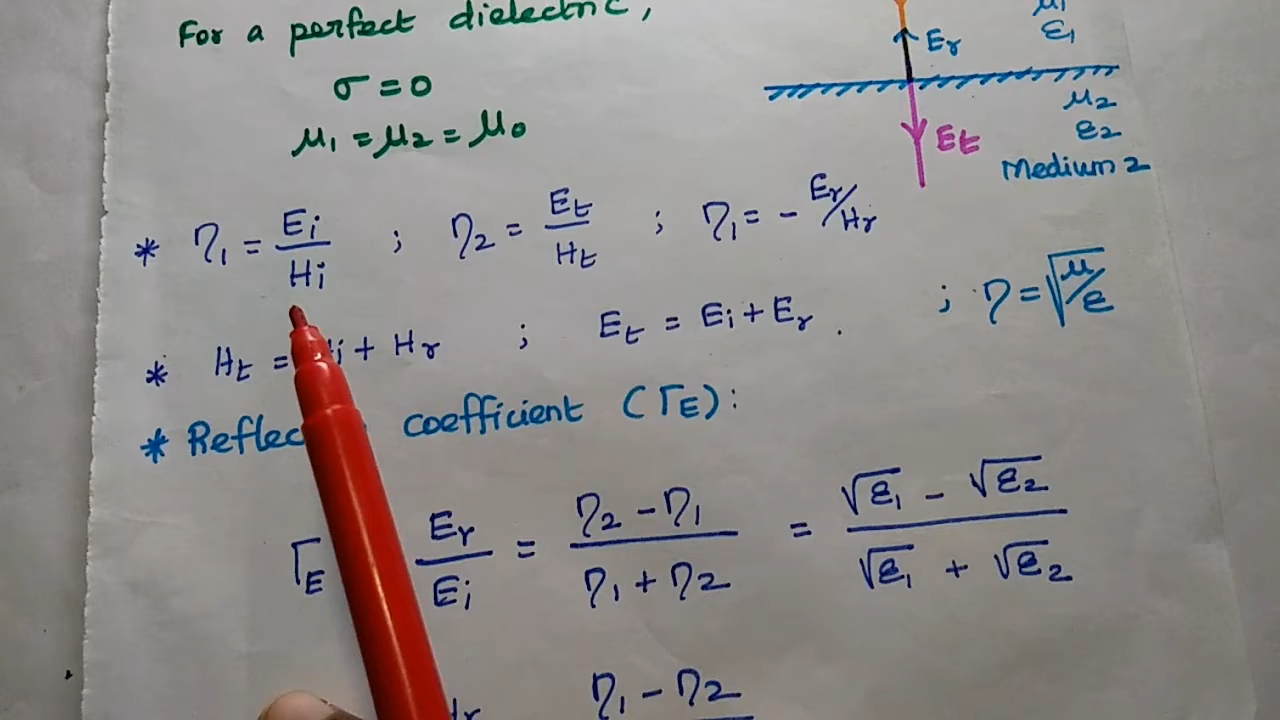 For a perfect dielectric,
σ = 0
μ1 = μ2 = μ0
μ1
ε1
Er
μ2
ε2
Et
Medium 2
* η1 = Ei/Hi ; η2 = Et/Ht ; η1 = - Er/Hr
; η = √μ/ε
* Ht = i + Hr ; Et = Ei + Er .
* Reflec coefficient (ΓE) :
ΓE Er/Ei = η2 - η1 / η1 + η2 = √ε1 - √ε2 / √ε1 + √ε2
Hr η1 - η2